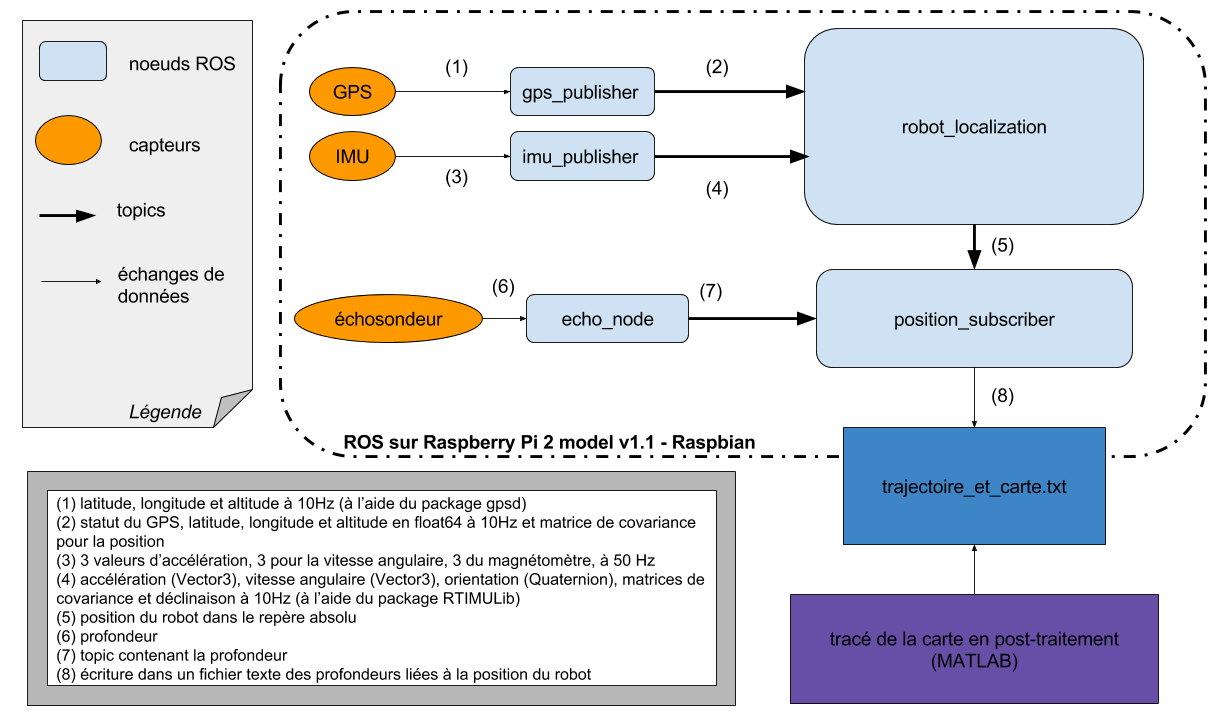 noeuds ROS
capteurs
topics
échanges de
données
Légende
GPS
(1)
gps_publisher
(2)
robot_localization
IMU
(3)
imu_publisher
(4)
(5)
échosondeur
(6)
echo_node
(7)
position_subscriber
(8)
ROS sur Raspberry Pi 2 model v1.1 - Raspbian
trajectoire_et_carte.txt
tracé de la carte en post-traitement
(MATLAB)
(1) latitude, longitude et altitude à 10Hz (à l’aide du package gpsd)
(2) statut du GPS, latitude, longitude et altitude en float64 à 10Hz et matrice de covariance
pour la position
(3) 3 valeurs d’accélération, 3 pour la vitesse angulaire, 3 du magnétomètre, à 50 Hz
(4) accélération (Vector3), vitesse angulaire (Vector3), orientation (Quaternion), matrices de
covariance et déclinaison à 10Hz (à l’aide du package RTIMULib)
(5) position du robot dans le repère absolu
(6) profondeur
(7) topic contenant la profondeur
(8) écriture dans un fichier texte des profondeurs liées à la position du robot